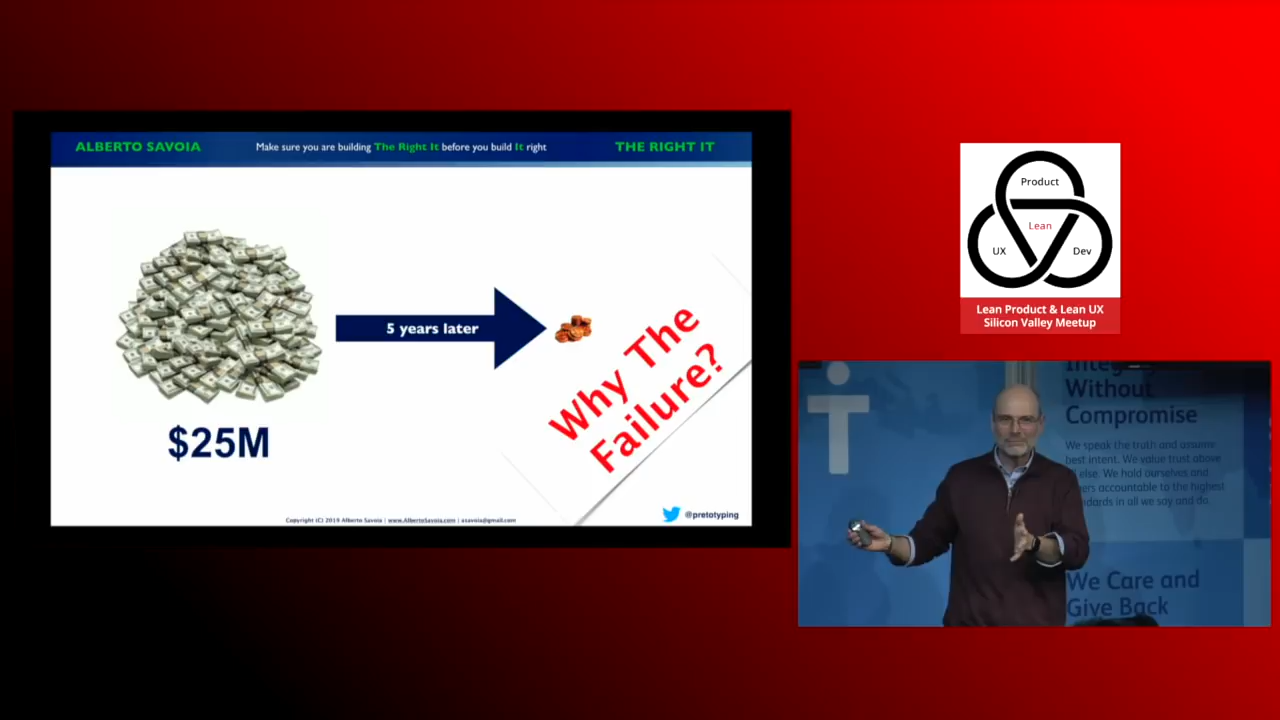 ALBERTO SAVOIA
Make sure you are building The Right It before you build It right
THE RIGHT IT
$25M
5 years later
Why The
Failure?
Copyright (C) 2019 Alberto Savoia | www.AlbertoSavoia.com | asavoia@gmail.com
@pretotyping
Product
Lean
UX
Dev
Lean Product & Lean UX
Silicon Valley Meetup
Without
Compromise
We speak the truth and assume
best intent. We value trust above
else. We hold ourselves and
accountable to the highest
in all we say and do.
We Care and
Give Back